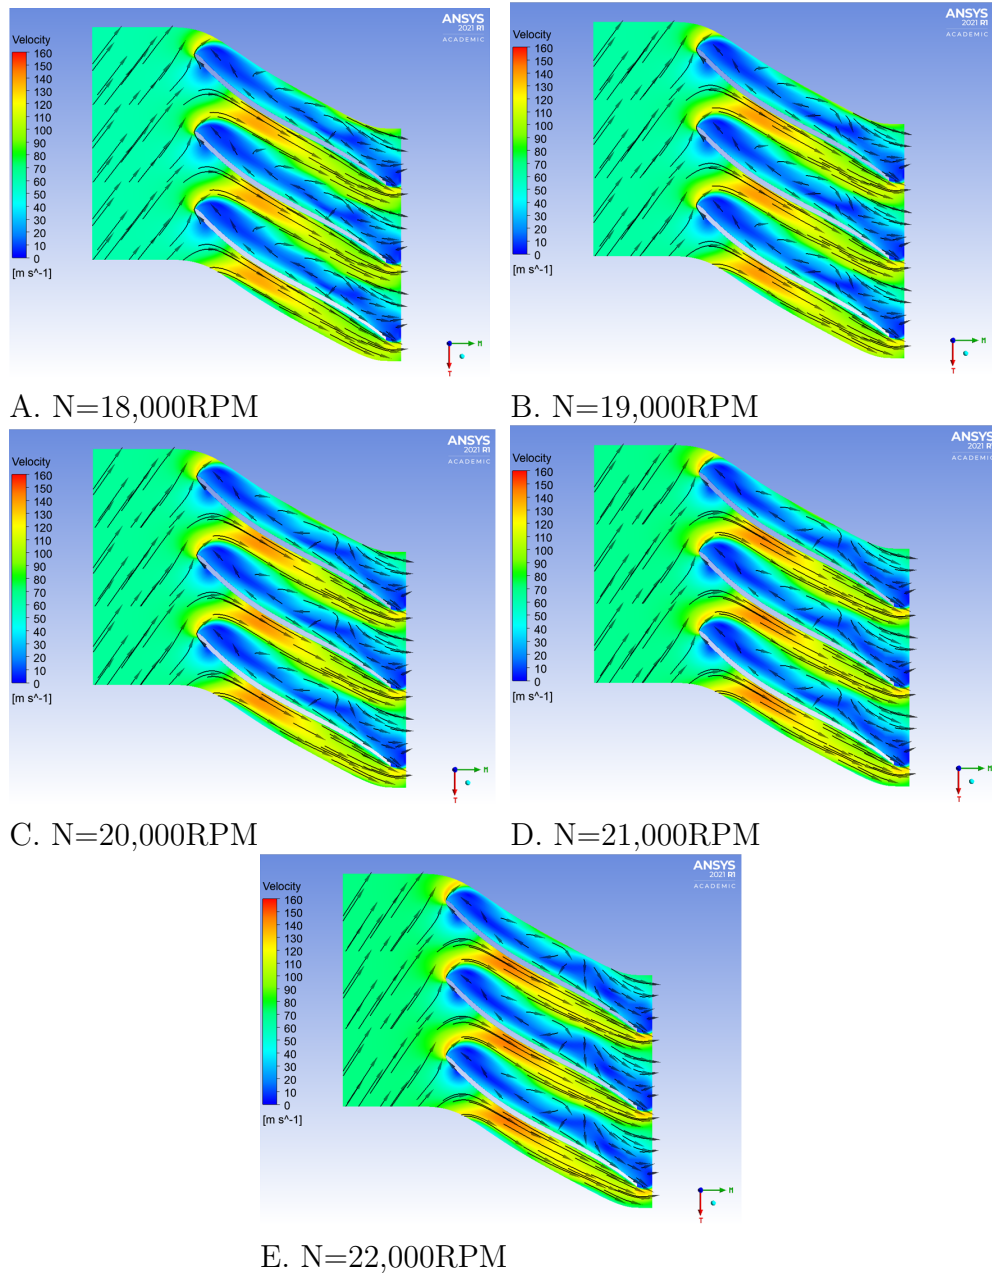 ANSYS
2021 R1
ACADEMIC
Velocity
160
150
140
130
120
110
100
90
80
70
60
50
40
30
20
10
0
[m s^-1]
M
T
A. N=18,000RPM
ANSYS
2021 R1
ACADEMIC
Velocity
160
150
140
130
120
110
100
90
80
70
60
50
40
30
20
10
0
[m s^-1]
M
T
B. N=19,000RPM
ANSYS
2021 R1
ACADEMIC
Velocity
160
150
140
130
120
110
100
90
80
70
60
50
40
30
20
10
0
[m s^-1]
M
T
C. N=20,000RPM
ANSYS
2021 R1
ACADEMIC
Velocity
160
150
140
130
120
110
100
90
80
70
60
50
40
30
20
10
0
[m s^-1]
M
T
D. N=21,000RPM
ANSYS
2021 R1
ACADEMIC
Velocity
160
150
140
130
120
110
100
90
80
70
60
50
40
30
20
10
0
[m s^-1]
M
T
E. N=22,000RPM